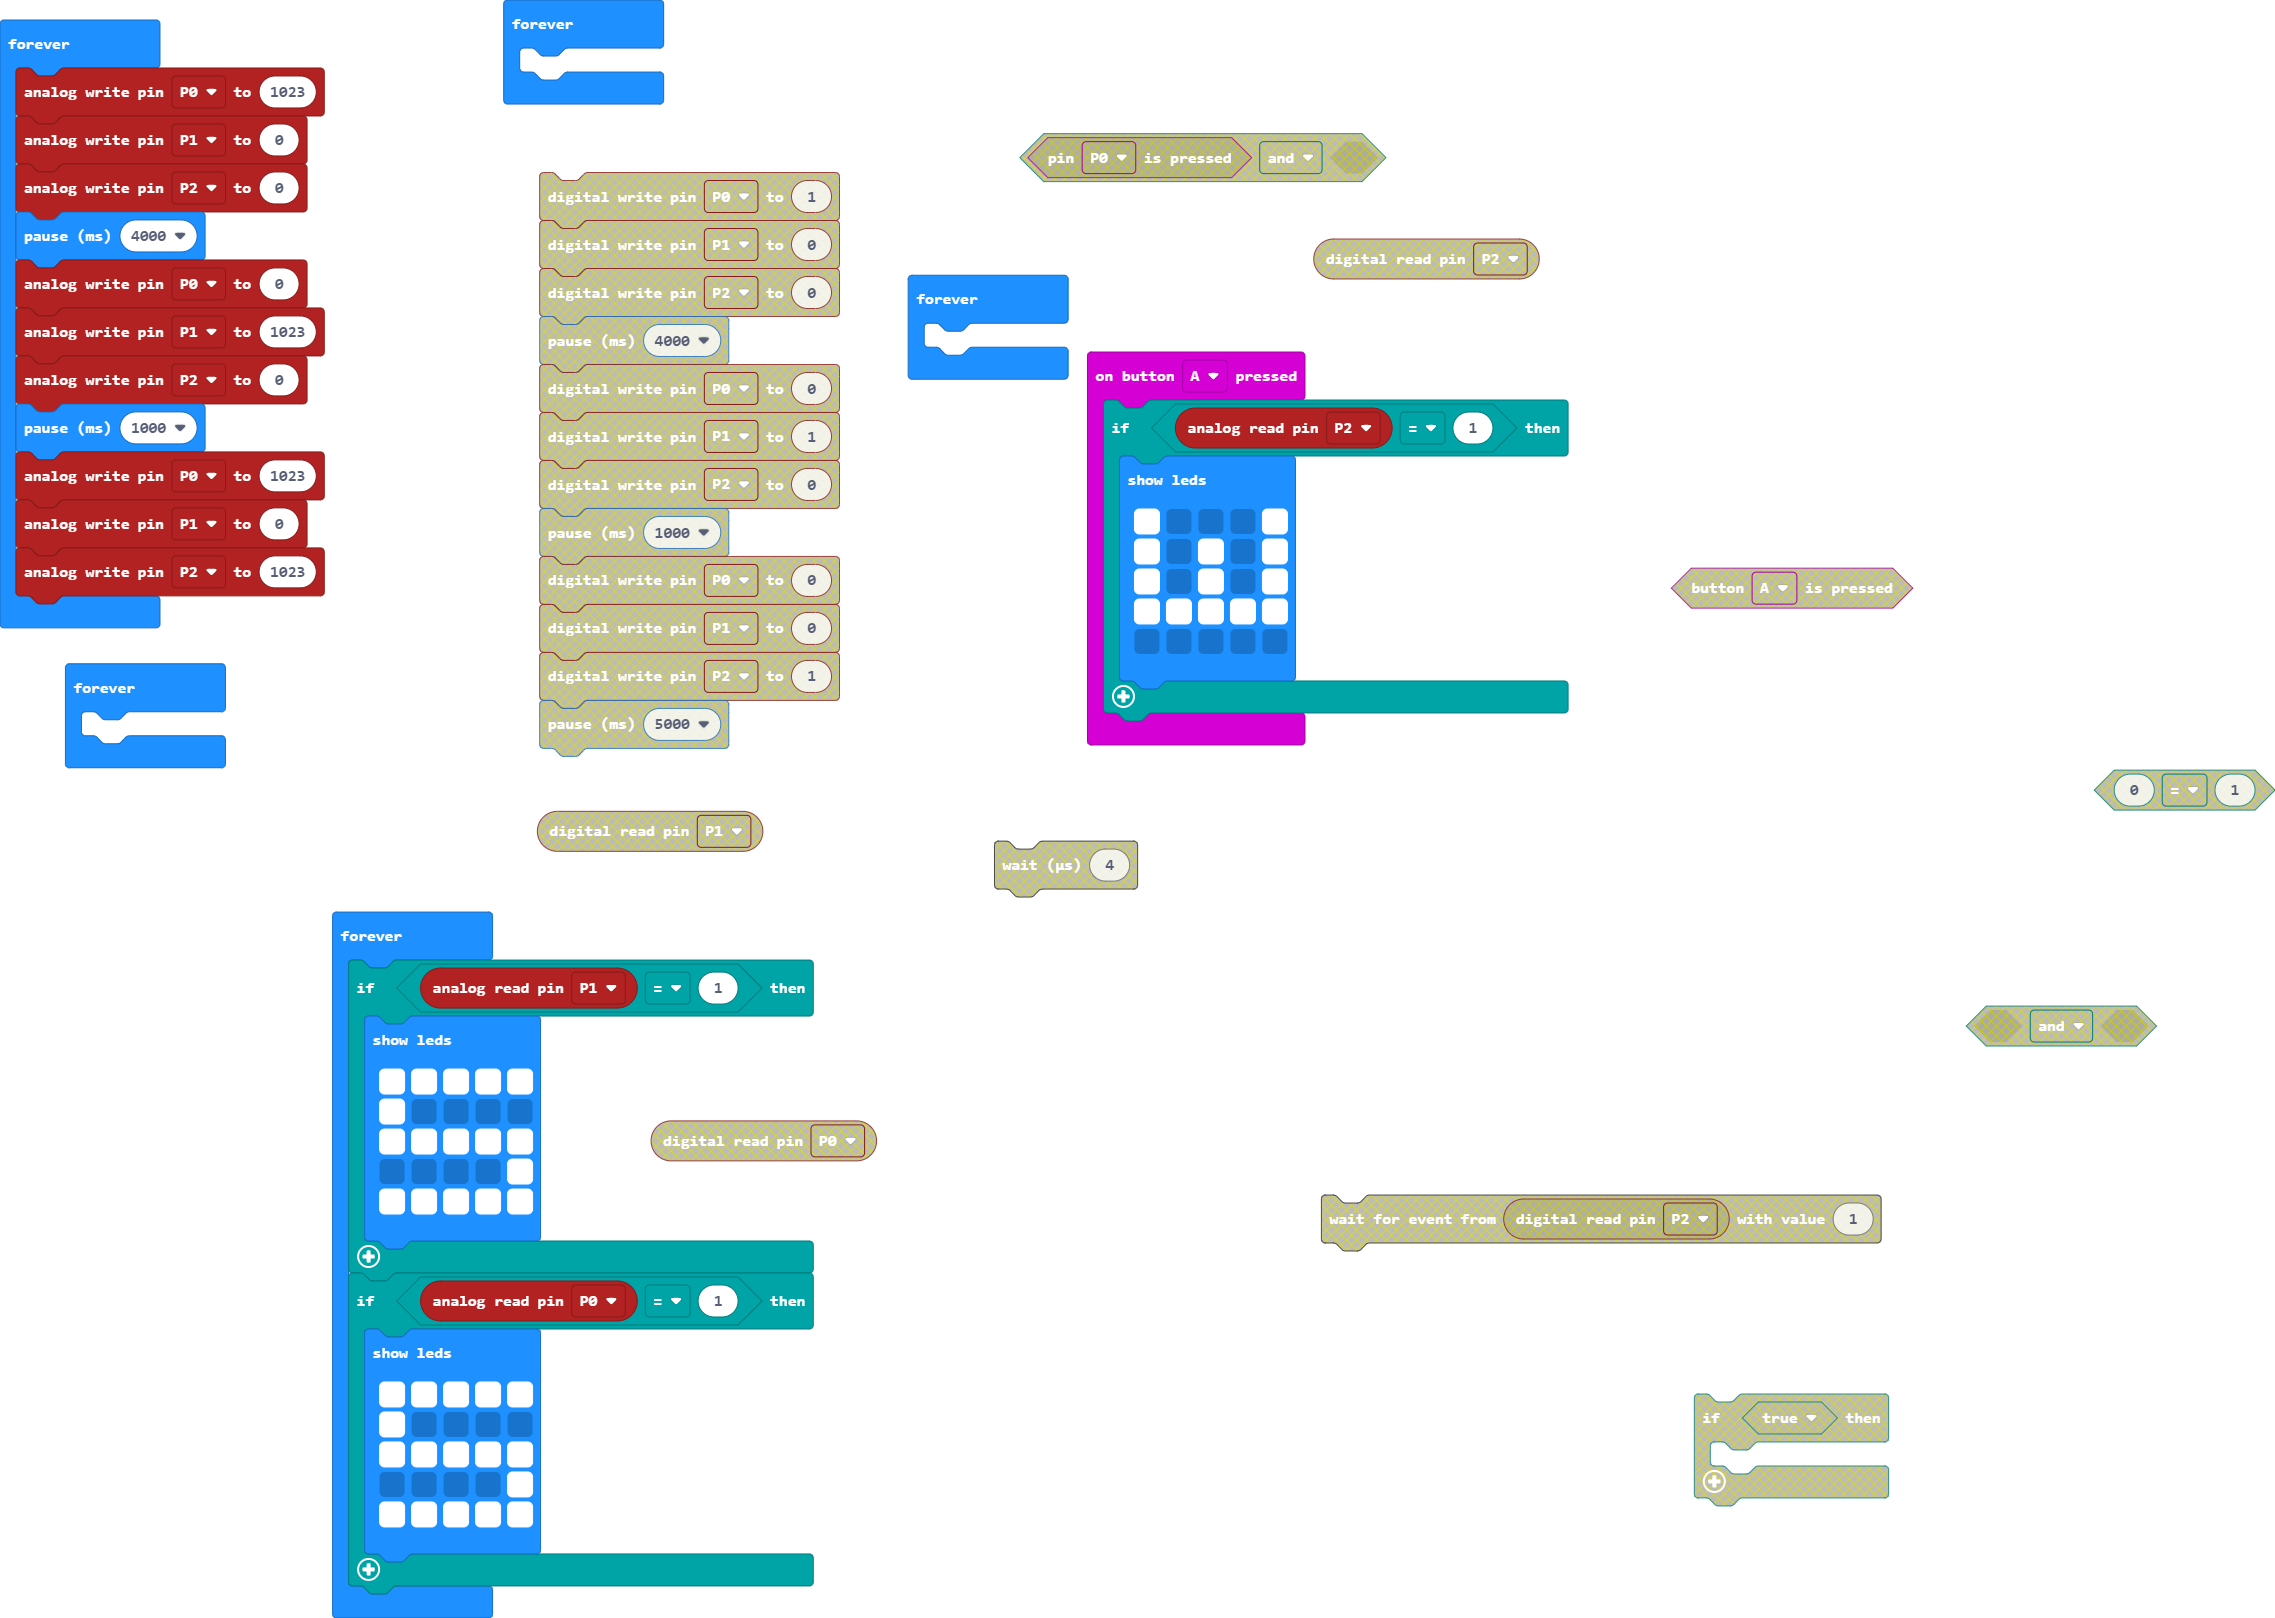 forever
analog write pin P0 to 1023
analog write pin P1 to 0
analog write pin P2 to 0
pause (ms) 4000
analog write pin P0 to 0
analog write pin P1 to 1023
analog write pin P2 to 0
pause (ms) 1000
analog write pin P0 to 1023
analog write pin P1 to 0
analog write pin P2 to 1023
forever
forever
digital write pin P0 to 1
digital write pin P1 to 0
digital write pin P2 to 0
pause (ms) 4000
digital write pin P0 to 0
digital write pin P1 to 1
digital write pin P2 to 0
pause (ms) 1000
digital write pin P0 to 0
digital write pin P1 to 0
digital write pin P2 to 1
pause (ms) 5000
digital read pin P1
pin P0 is pressed and
digital read pin P2
forever
on button A pressed
if analog read pin P2 = 1 then
show leds
button A is pressed
0 = 1
wait (µs) 4
forever
if analog read pin P1 = 1 then
show leds
if analog read pin P0 = 1 then
show leds
digital read pin P0
and
wait for event from digital read pin P2 with value 1
if true then